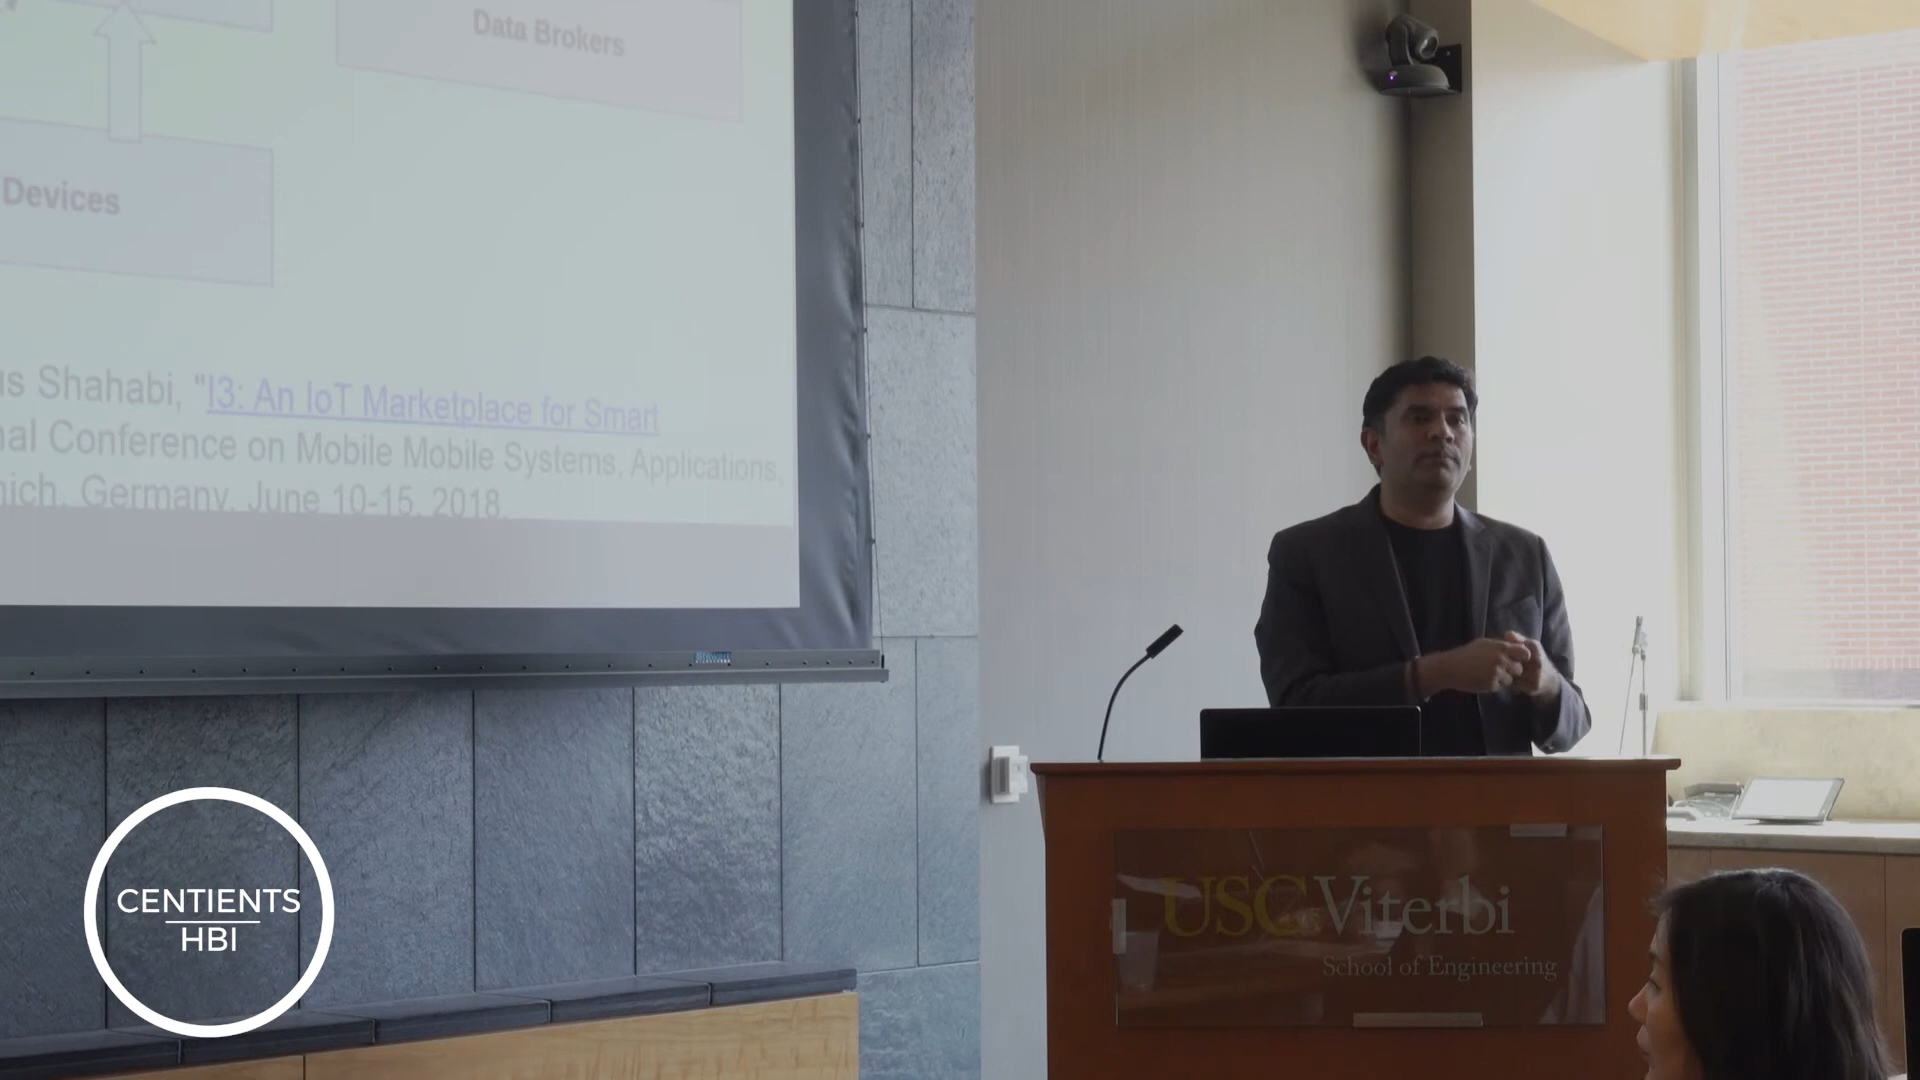 Data Brokers
Devices
us Shahabi, "I3: An IoT Marketplace for Smart
nal Conference on Mobile Mobile Systems, Applications,
nich, Germany, June 10-15, 2018.
CENTIENTS
HBI
USC Viterbi
School of Engineering